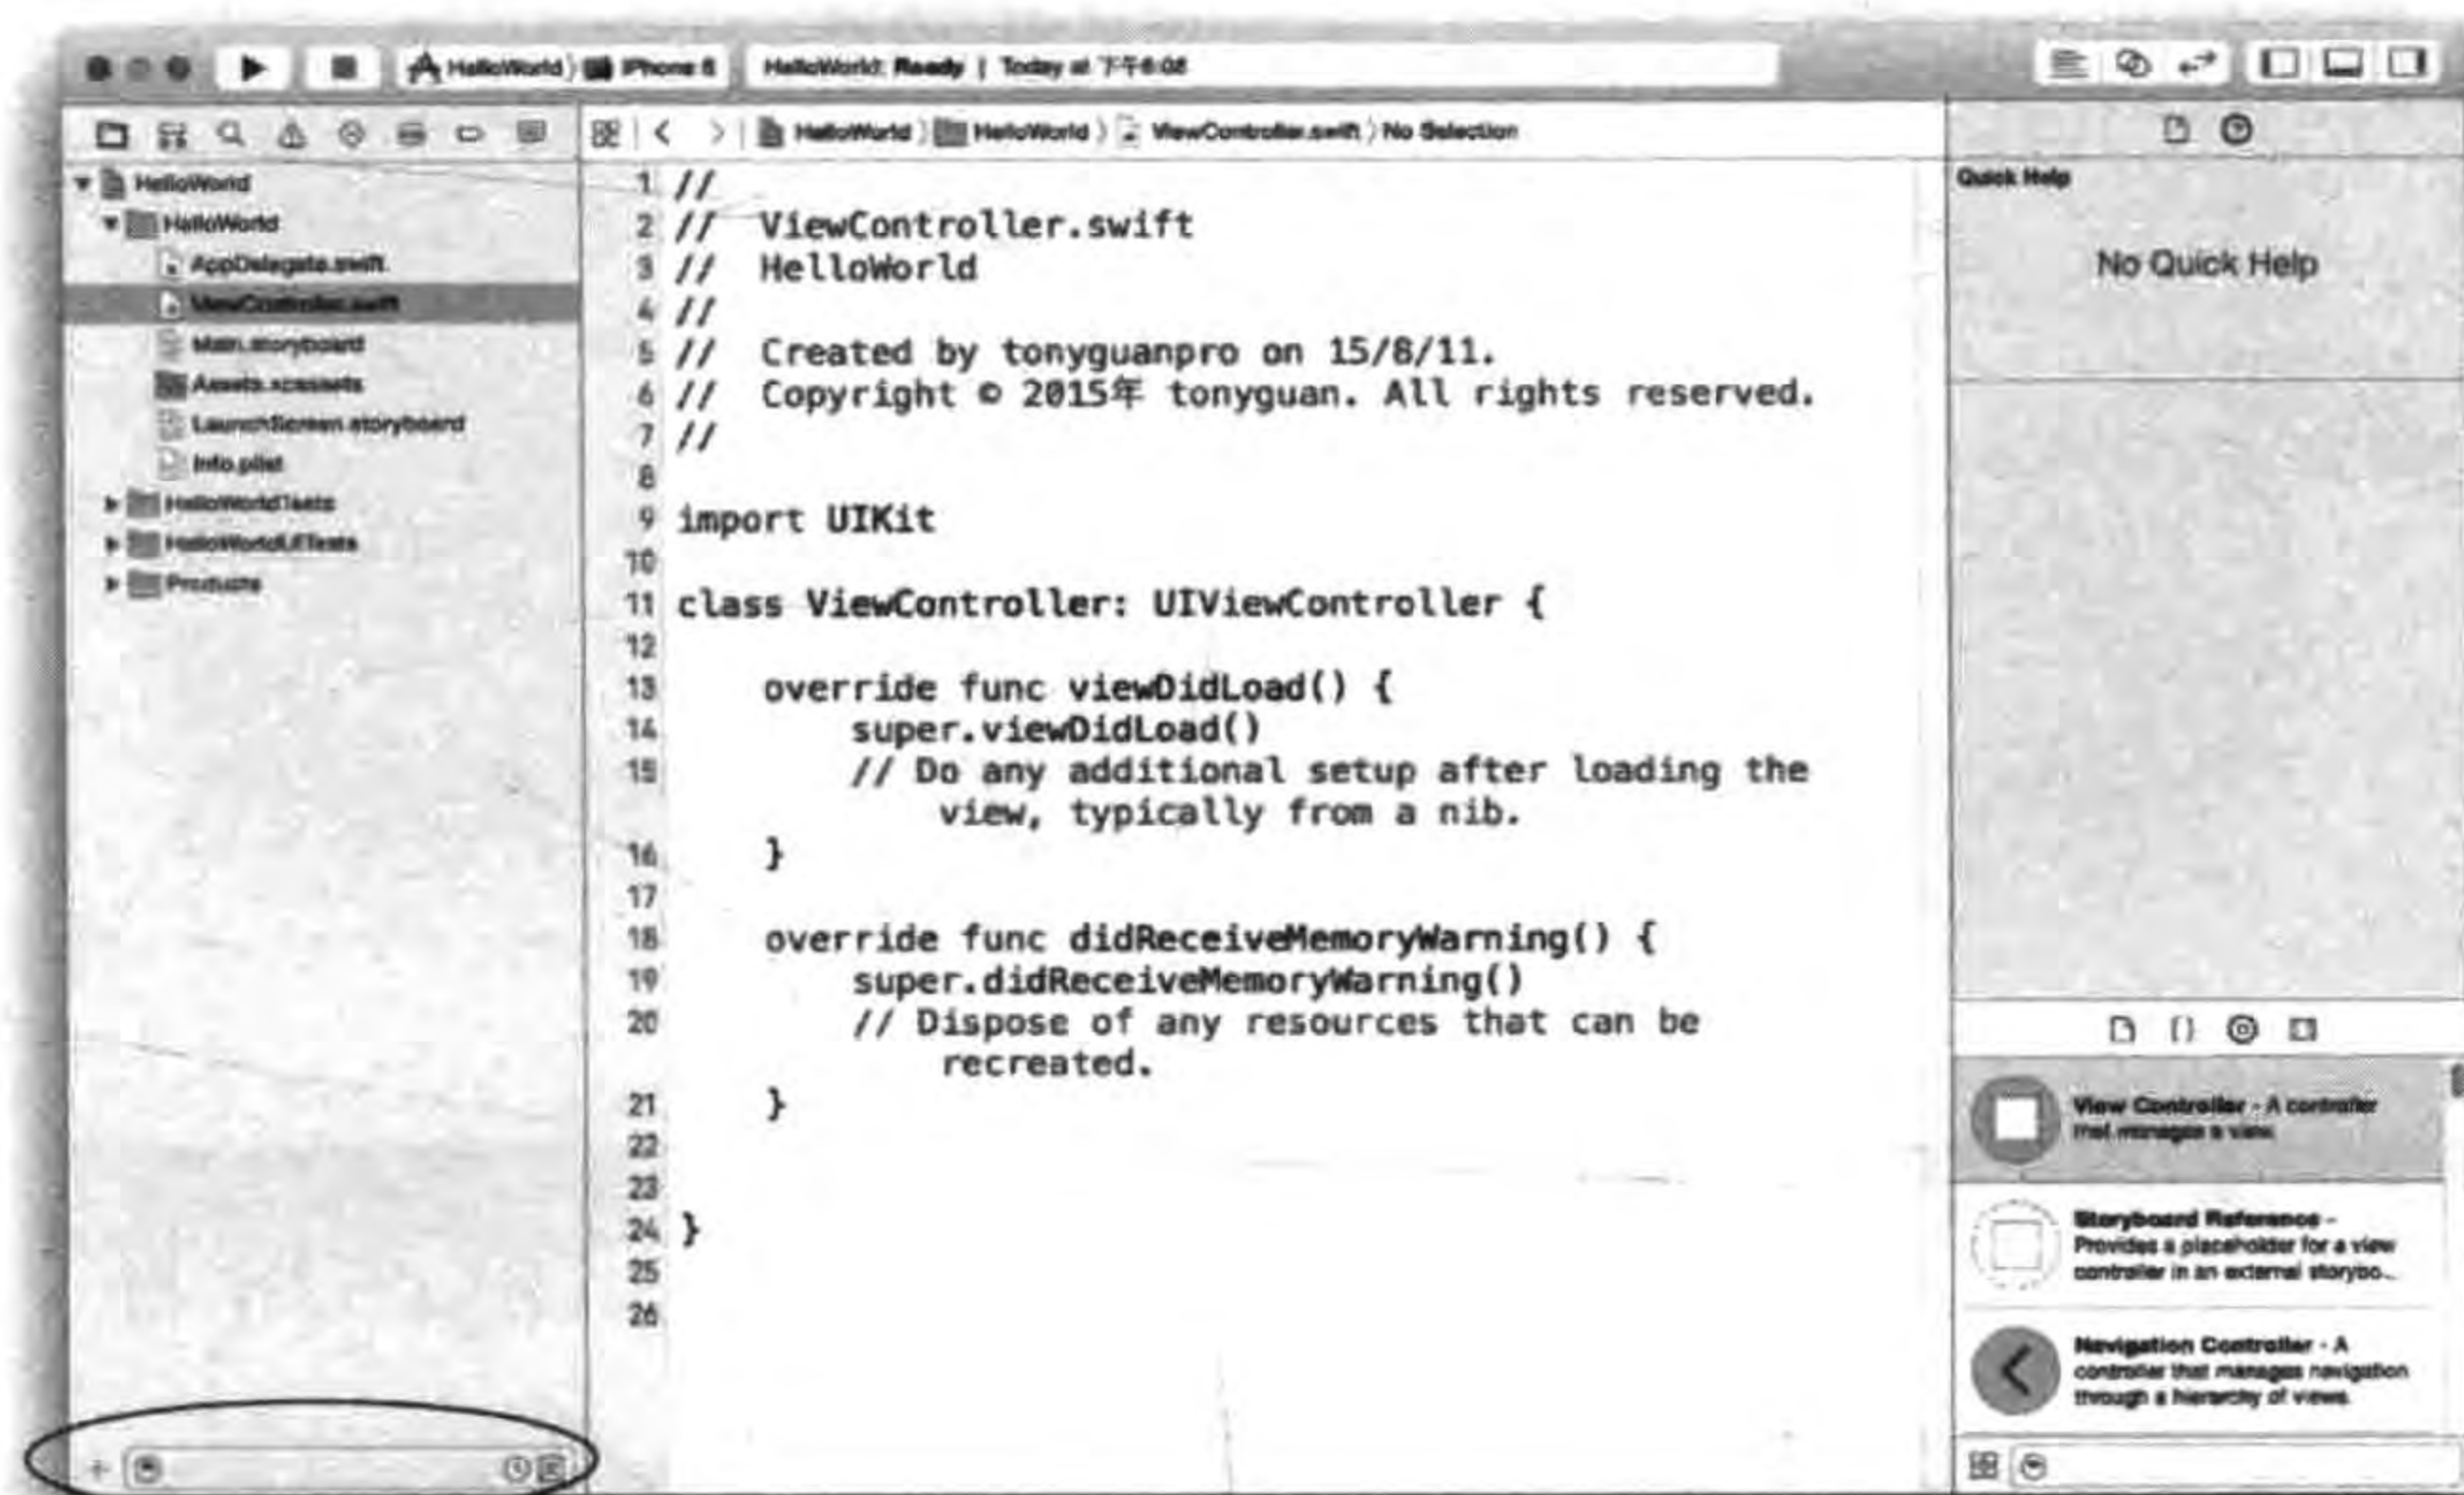 HelloWorld iPhone 6 HelloWorld: Ready | Today at 下午6:08
HelloWorld HelloWorld ViewController.swift No Selection
HelloWorld
HelloWorld
AppDelegate.swift
ViewController.swift
Main.storyboard
Assets.xcassets
LaunchScreen.storyboard
Info.plist
HelloWorldTests
HelloWorldUITests
Products
1 //
2 // ViewController.swift
3 // HelloWorld
4 //
5 // Created by tonyguanpro on 15/8/11.
6 // Copyright © 2015年 tonyguan. All rights reserved.
7 //
8
9 import UIKit
10
11 class ViewController: UIViewController {
12
13 override func viewDidLoad() {
14 super.viewDidLoad()
15 // Do any additional setup after loading the
view, typically from a nib.
16 }
17
18 override func didReceiveMemoryWarning() {
19 super.didReceiveMemoryWarning()
20 // Dispose of any resources that can be
recreated.
21 }
22
23
24 }
25
26
Quick Help
No Quick Help
View Controller - A controller
that manages a view.
Storyboard Reference -
Provides a placeholder for a view
controller in an external storybo...
Navigation Controller - A
controller that manages navigation
through a hierarchy of views.